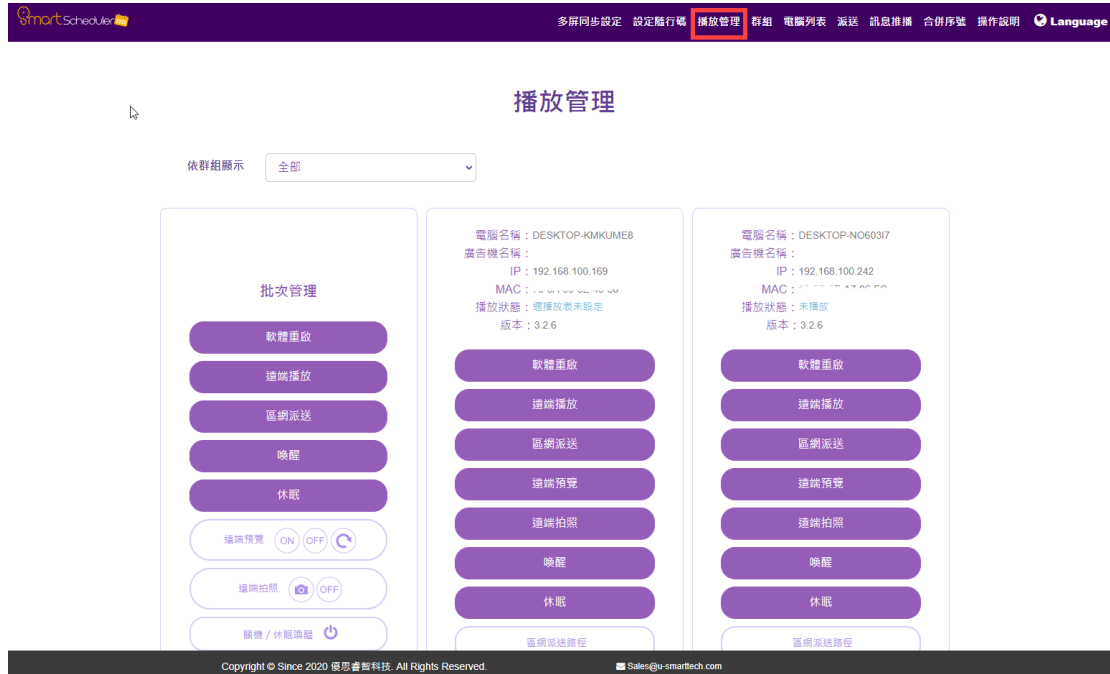 Smart Scheduler
多屏同步設定 設定隨行碼 播放管理 群組 電腦列表 派送 訊息推播 合併序號 操作說明 Language
播放管理
依群組顯示 全部
批次管理
軟體重啟
遠端播放
區網派送
喚醒
休眠
遠端預覽 ON OFF
遠端拍照 OFF
關機 / 休眠喚醒
電腦名稱：DESKTOP-KMKUME8
廣告機名稱：
IP：192.168.100.169
MAC：
播放狀態：週播放表未設定
版本：3.2.6
軟體重啟
遠端播放
區網派送
遠端預覽
遠端拍照
喚醒
休眠
區網派送路徑
電腦名稱：DESKTOP-NO603I7
廣告機名稱：
IP：192.168.100.242
MAC：
播放狀態：未播放
版本：3.2.6
軟體重啟
遠端播放
區網派送
遠端預覽
遠端拍照
喚醒
休眠
區網派送路徑
Copyright © Since 2020 優思睿智科技. All Rights Reserved.
Sales@u-smarttech.com